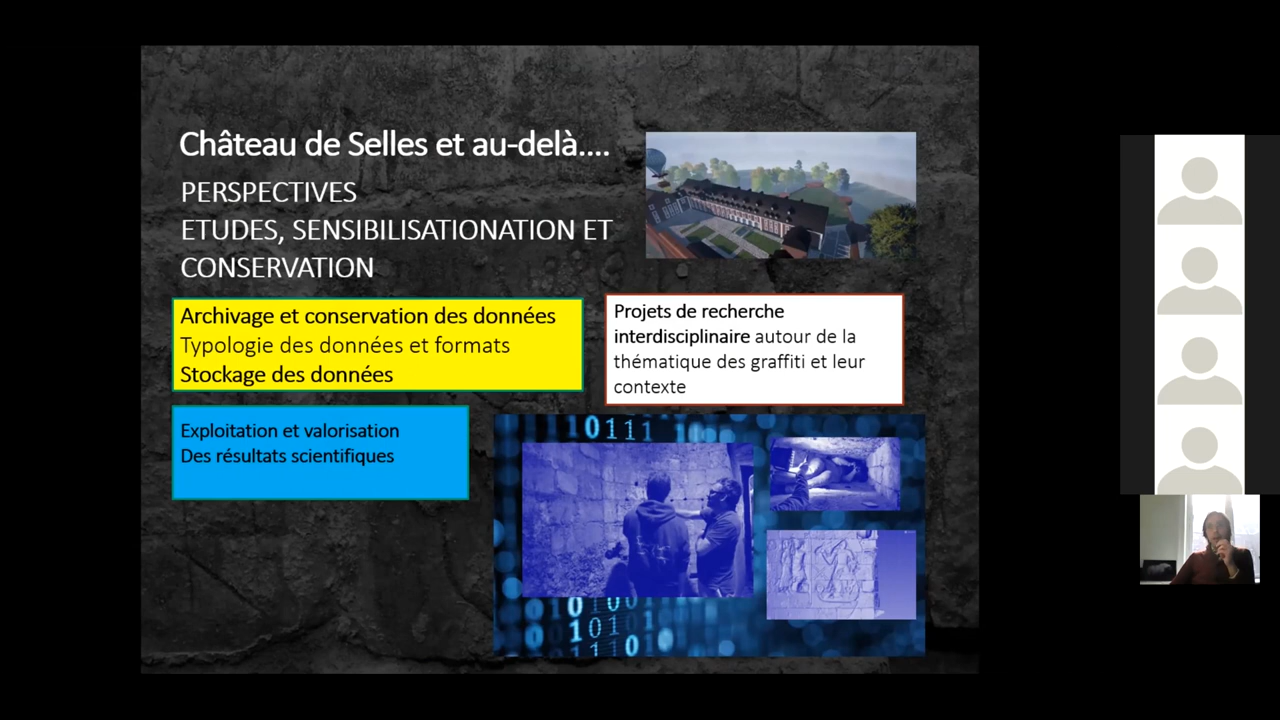 Château de Selles et au-delà....
PERSPECTIVES
ETUDES, SENSIBILISATIONATION ET
CONSERVATION
Archivage et conservation des données
Typologie des données et formats
Stockage des données
Projets de recherche
interdisciplinaire autour de la
thématique des graffiti et leur
contexte
Exploitation et valorisation
Des résultats scientifiques
10111
1010